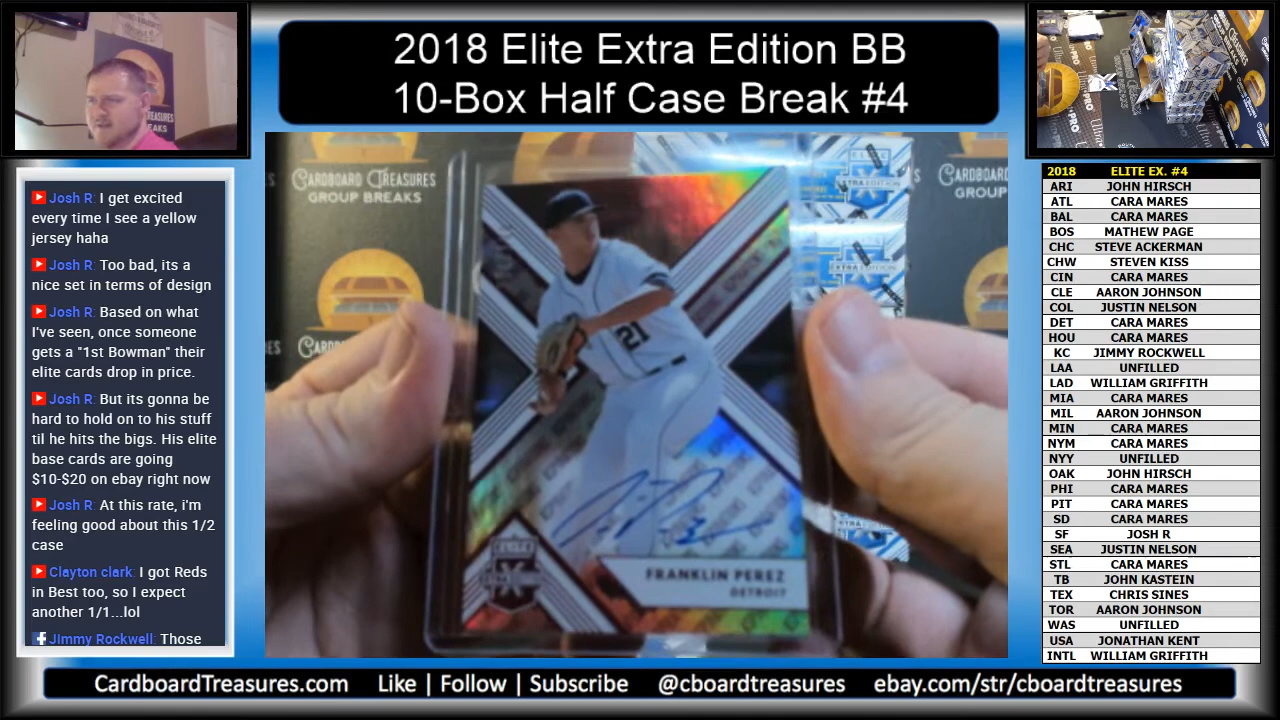 2018 Elite Extra Edition BB
10-Box Half Case Break #4
Josh R: I get excited
every time I see a yellow
jersey haha
Josh R: Too bad, its a
nice set in terms of design
Josh R: Based on what
I've seen, once someone
gets a "1st Bowman" their
elite cards drop in price.
Josh R: But its gonna be
hard to hold on to his stuff
til he hits the bigs. His elite
base cards are going
$10-$20 on ebay right now
Josh R: At this rate, i'm
feeling good about this 1/2
case
Clayton clark: I got Reds
in Best too, so I expect
another 1/1...lol
Jimmy Rockwell: Those
CARDBOARD TREASURES
GROUP BREAKS
CARDBOARD
GROUP BREAKS
EXTRA EDITION
EXTRA EDITION
21
ELITE
EXTRA EDITION
FRANKLIN PEREZ
DETROIT
2018 ELITE EX. #4
ARI JOHN HIRSCH
ATL CARA MARES
BAL CARA MARES
BOS MATHEW PAGE
CHC STEVE ACKERMAN
CHW STEVEN KISS
CIN CARA MARES
CLE AARON JOHNSON
COL JUSTIN NELSON
DET CARA MARES
HOU CARA MARES
KC JIMMY ROCKWELL
LAA UNFILLED
LAD WILLIAM GRIFFITH
MIA CARA MARES
MIL AARON JOHNSON
MIN CARA MARES
NYM CARA MARES
NYY UNFILLED
OAK JOHN HIRSCH
PHI CARA MARES
PIT CARA MARES
SD CARA MARES
SF JOSH R
SEA JUSTIN NELSON
STL CARA MARES
TB JOHN KASTEIN
TEX CHRIS SINES
TOR AARON JOHNSON
WAS UNFILLED
USA JONATHAN KENT
INTL WILLIAM GRIFFITH
CardboardTreasures.com Like | Follow | Subscribe @cboardtreasures ebay.com/str/cboardtreasures